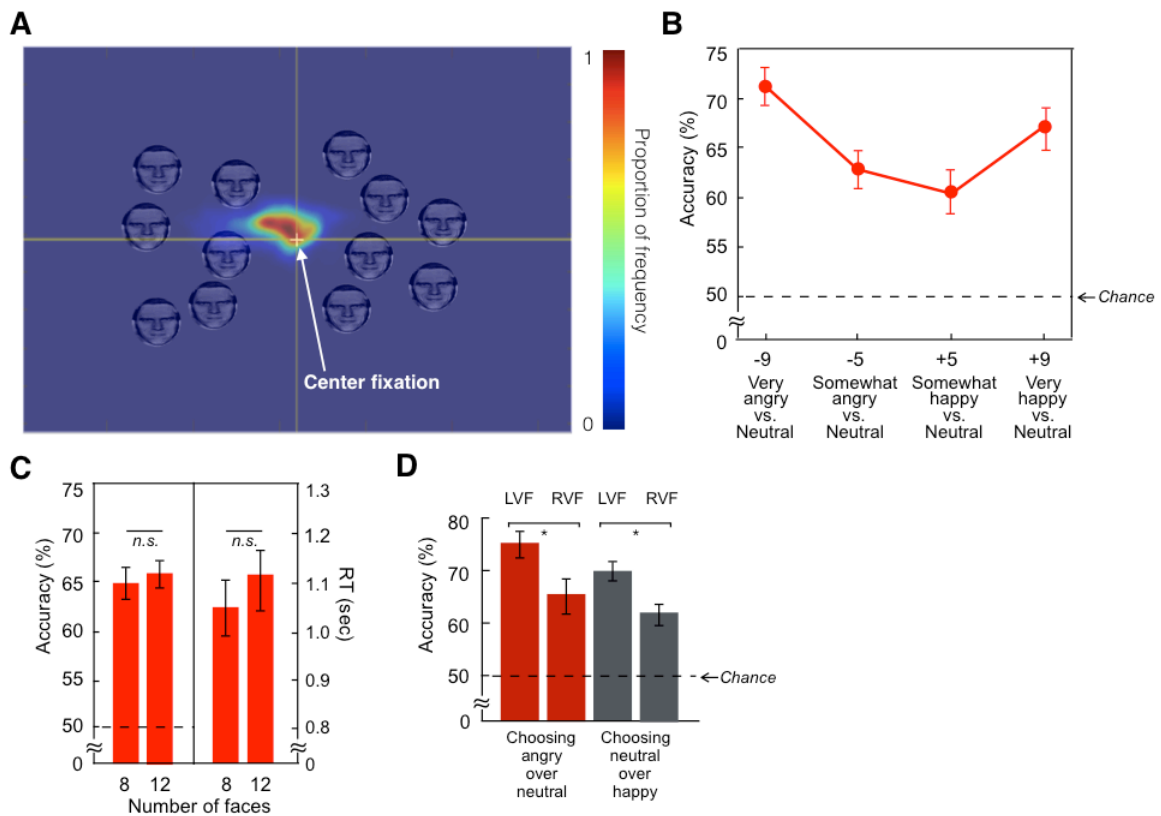 A
1
Proportion of frequency
0
Center fixation
B
Accuracy (%)
75
70
65
60
55
50
≈
0
Chance
-9 -5 +5 +9
Very Somewhat Somewhat Very
angry angry happy happy
vs. vs. vs. vs.
Neutral Neutral Neutral Neutral
C
Accuracy (%)
75
70
65
60
55
50
≈
0
n.s. n.s.
1.3
1.2
1.1
1.0
0.9
0.8
≈
0
RT (sec)
8 12 8 12
Number of faces
D
LVF RVF LVF RVF
* *
Accuracy (%)
80
70
60
50
≈
0
Chance
Choosing Choosing
angry neutral
over over
neutral happy